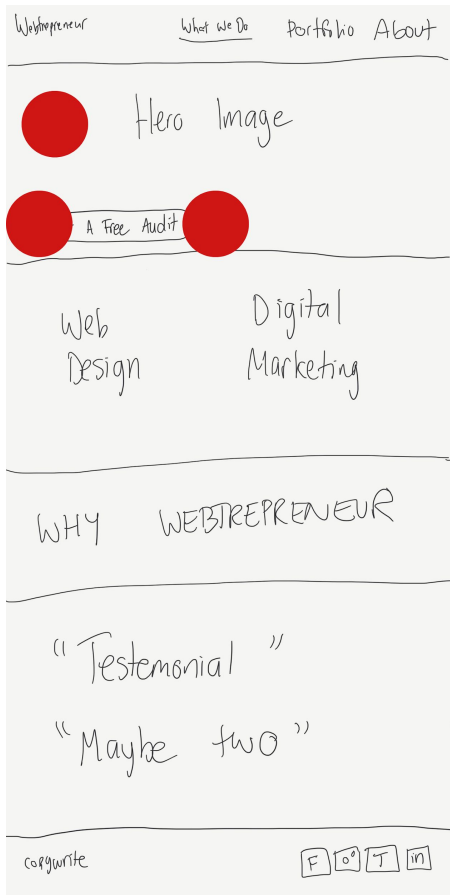 Webtrepreneur What We Do Portfolio About
Hero Image
A Free Audit
Web Design
Digital Marketing
WHY WEBTREPRENEUR
"Testemonial"
"Maybe two"
copywrite F T in